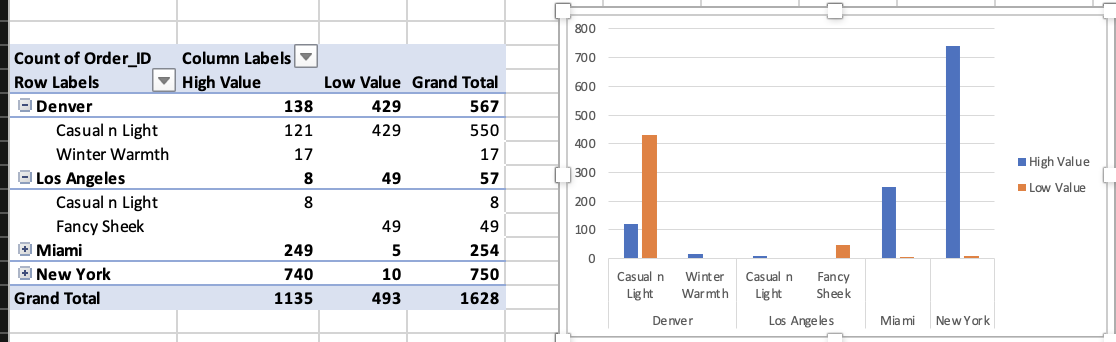 Count of Order_ID Column Labels
Row Labels High Value Low Value Grand Total
Denver 138 429 567
Casual n Light 121 429 550
Winter Warmth 17 17
Los Angeles 8 49 57
Casual n Light 8 8
Fancy Sheek 49 49
Miami 249 5 254
New York 740 10 750
Grand Total 1135 493 1628
800
700
600
500
400
300
200
100
0
High Value
Low Value
Casual n Winter Casual n Fancy
Light Warmth Light Sheek
Denver Los Angeles Miami New York